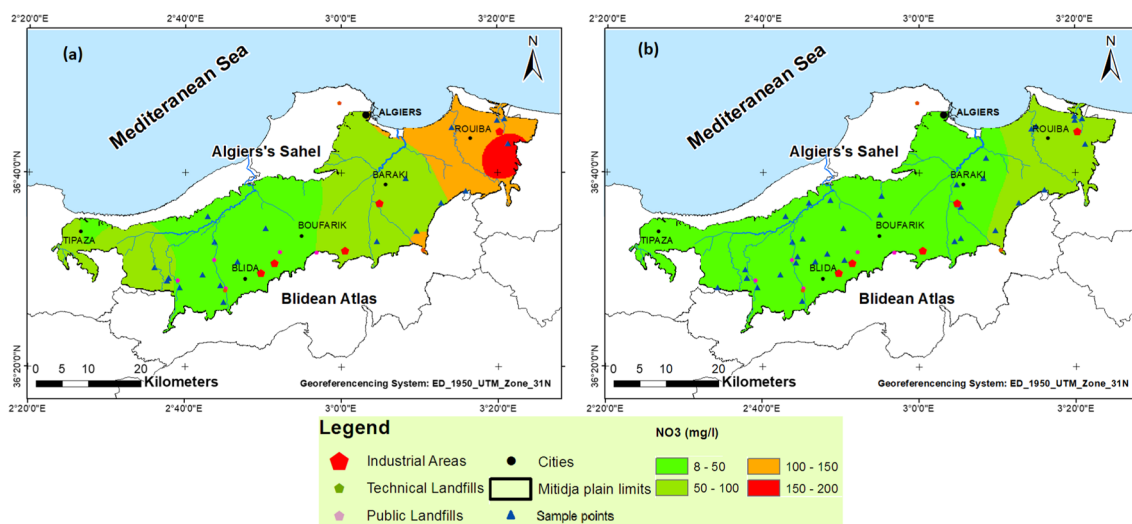 2°20'0"E 2°40'0"E 3°0'0"E 3°20'0"E
(a)
N
Mediteranean Sea
ALGIERS
ROUIBA
Algiers's Sahel
36°40'0"N
BARAKI
BOUFARIK
TIPAZA
BLIDA
Blidean Atlas
36°20'0"N
0 5 10 20
Kilometers
Georeferencing System: ED_1950_UTM_Zone_31N
2°20'0"E 2°40'0"E 3°0'0"E 3°20'0"E
2°20'0"E 2°40'0"E 3°0'0"E 3°20'0"E
(b)
N
Mediteranean Sea
ALGIERS
ROUIBA
Algiers's Sahel
36°40'0"N
BARAKI
BOUFARIK
TIPAZA
BLIDA
Blidean Atlas
36°20'0"N
0 5 10 20
Kilometers
Georeferencing System: ED_1950_UTM_Zone_31N
2°20'0"E 2°40'0"E 3°0'0"E 3°20'0"E
Legend
Industrial Areas
Technical Landfills
Public Landfills
Cities
Mitidja plain limits
Sample points
NO3 (mg/l)
8 - 50
50 - 100
100 - 150
150 - 200